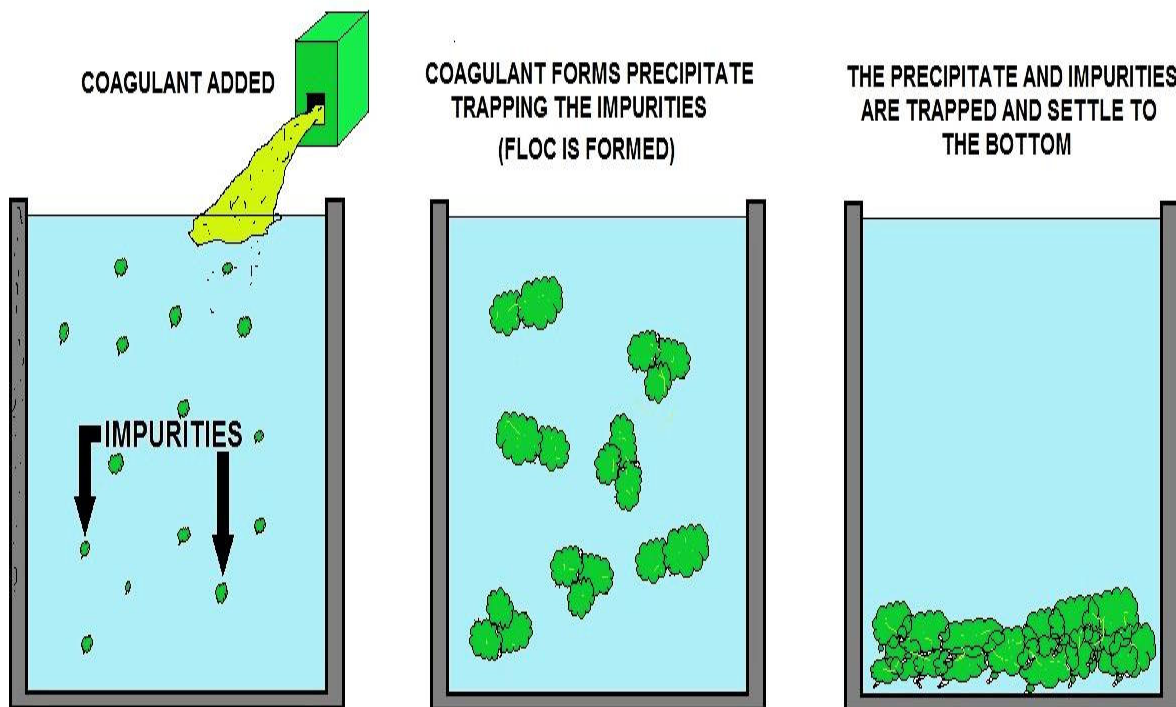 COAGULANT ADDED
COAGULANT FORMS PRECIPITATE
TRAPPING THE IMPURITIES
(FLOC IS FORMED)
THE PRECIPITATE AND IMPURITIES
ARE TRAPPED AND SETTLE TO
THE BOTTOM
IMPURITIES